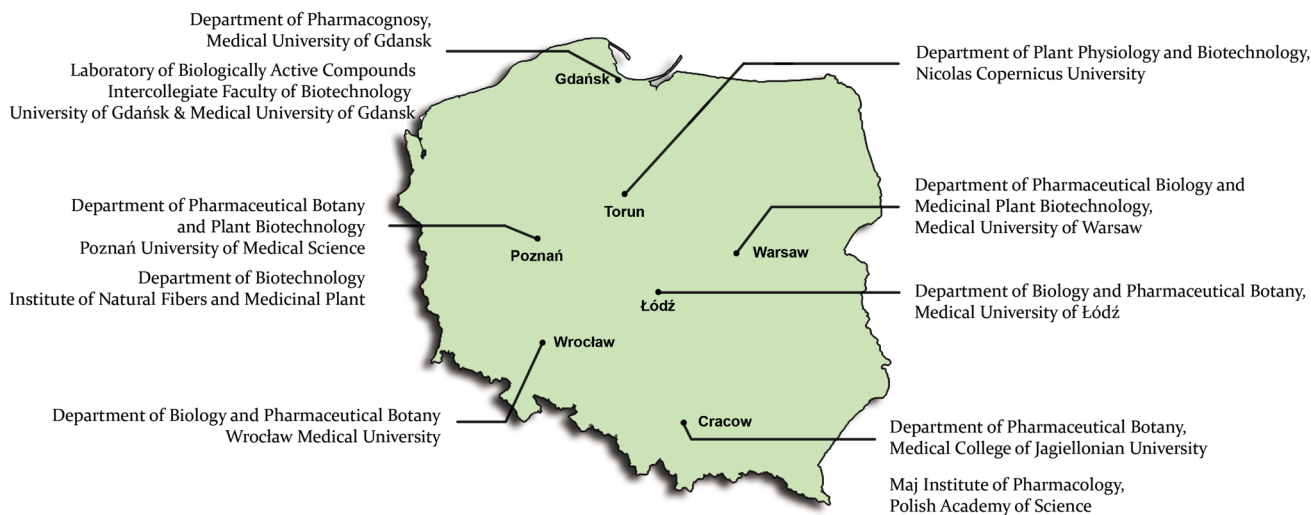 Department of Pharmacognosy,
Medical University of Gdansk
Laboratory of Biologically Active Compounds
Intercollegiate Faculty of Biotechnology
University of Gdańsk & Medical University of Gdansk
Department of Pharmaceutical Botany
and Plant Biotechnology
Poznań University of Medical Science
Department of Biotechnology
Institute of Natural Fibers and Medicinal Plant
Department of Biology and Pharmaceutical Botany
Wrocław Medical University
Gdańsk
Torun
Poznań
Warsaw
Łódź
Wrocław
Cracow
Department of Plant Physiology and Biotechnology,
Nicolas Copernicus University
Department of Pharmaceutical Biology and
Medicinal Plant Biotechnology,
Medical University of Warsaw
Department of Biology and Pharmaceutical Botany,
Medical University of Łódź
Department of Pharmaceutical Botany,
Medical College of Jagiellonian University
Maj Institute of Pharmacology,
Polish Academy of Science